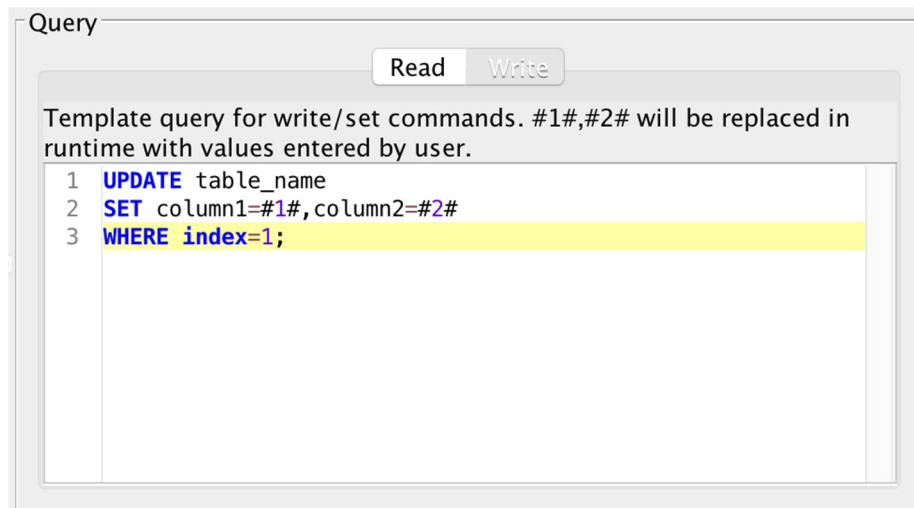 Query
Read Write
Template query for write/set commands. #1#,#2# will be replaced in
runtime with values entered by user.
1 UPDATE table_name
2 SET column1=#1#,column2=#2#
3 WHERE index=1;